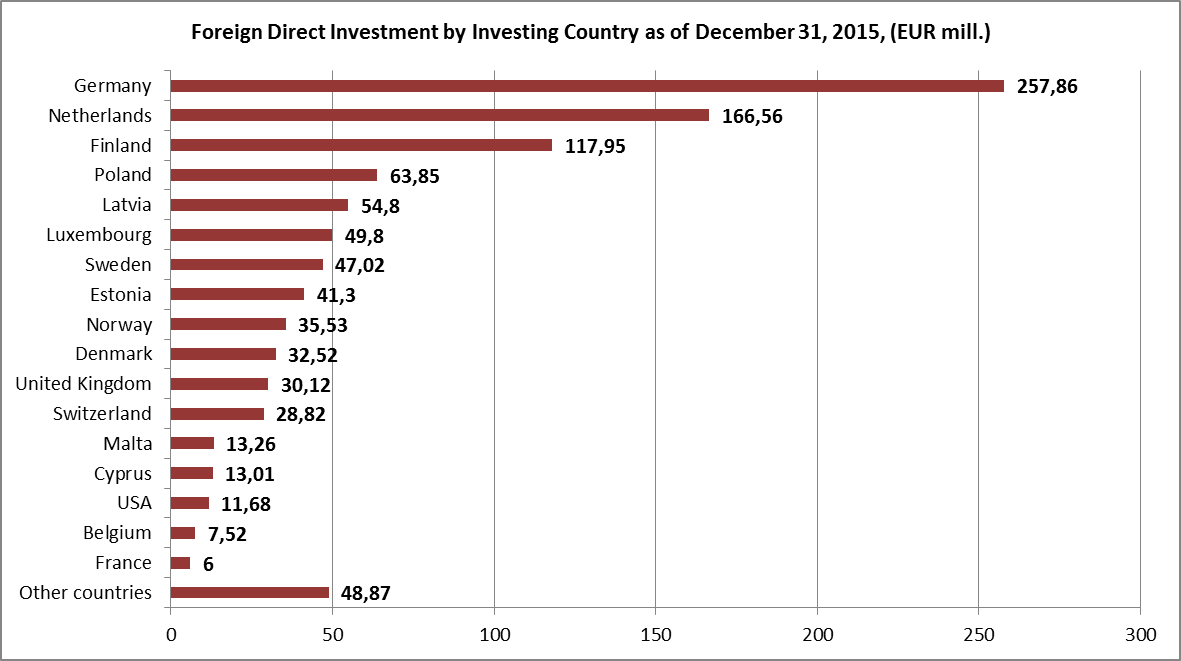 Foreign Direct Investment by Investing Country as of December 31, 2015, (EUR mill.)
Germany 257,86
Netherlands 166,56
Finland 117,95
Poland 63,85
Latvia 54,8
Luxembourg 49,8
Sweden 47,02
Estonia 41,3
Norway 35,53
Denmark 32,52
United Kingdom 30,12
Switzerland 28,82
Malta 13,26
Cyprus 13,01
USA 11,68
Belgium 7,52
France 6
Other countries 48,87
0 50 100 150 200 250 300